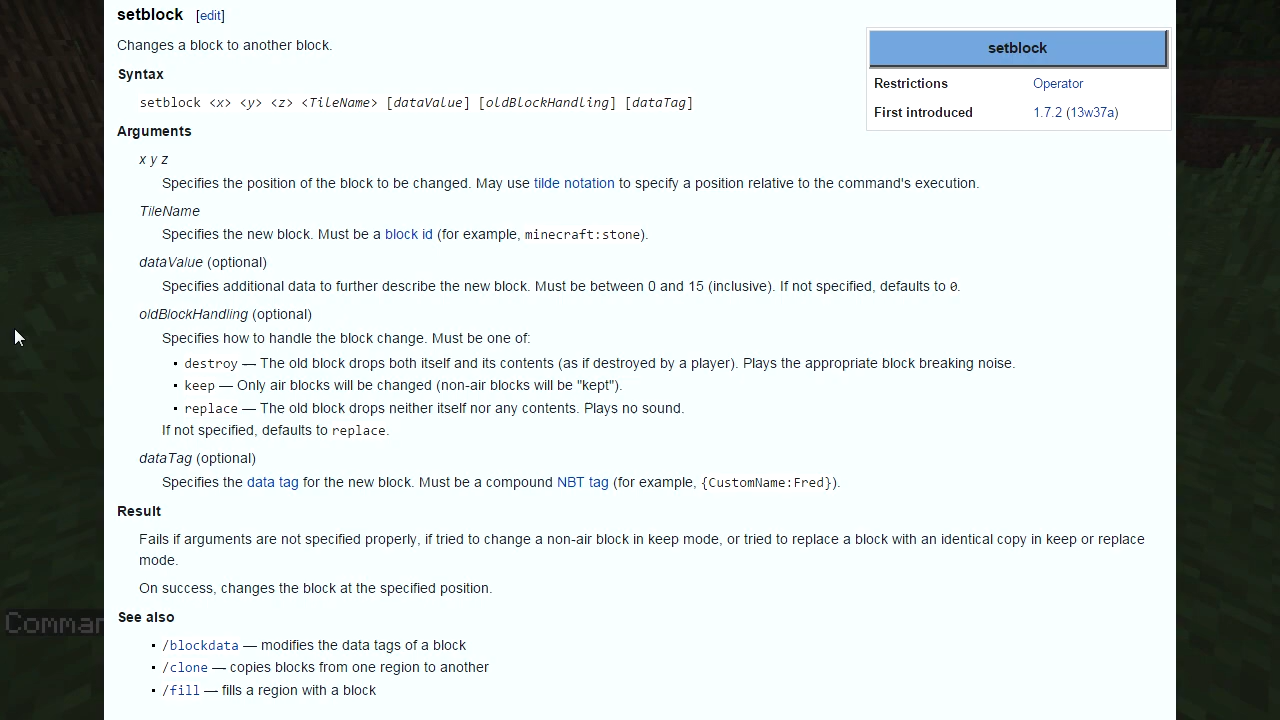 setblock [edit]
Changes a block to another block.
Syntax
setblock <x> <y> <z> <TileName> [dataValue] [oldBlockHandling] [dataTag]
setblock
Restrictions Operator
First introduced 1.7.2 (13w37a)
Arguments
x y z
Specifies the position of the block to be changed. May use tilde notation to specify a position relative to the command's execution.
TileName
Specifies the new block. Must be a block id (for example, minecraft:stone).
dataValue (optional)
Specifies additional data to further describe the new block. Must be between 0 and 15 (inclusive). If not specified, defaults to 0.
oldBlockHandling (optional)
Specifies how to handle the block change. Must be one of:
▪ destroy — The old block drops both itself and its contents (as if destroyed by a player). Plays the appropriate block breaking noise.
▪ keep — Only air blocks will be changed (non-air blocks will be "kept").
▪ replace — The old block drops neither itself nor any contents. Plays no sound.
If not specified, defaults to replace.
dataTag (optional)
Specifies the data tag for the new block. Must be a compound NBT tag (for example, {CustomName:Fred}).
Result
Fails if arguments are not specified properly, if tried to change a non-air block in keep mode, or tried to replace a block with an identical copy in keep or replace
mode.
On success, changes the block at the specified position.
See also
Comman
▪ /blockdata — modifies the data tags of a block
▪ /clone — copies blocks from one region to another
▪ /fill — fills a region with a block